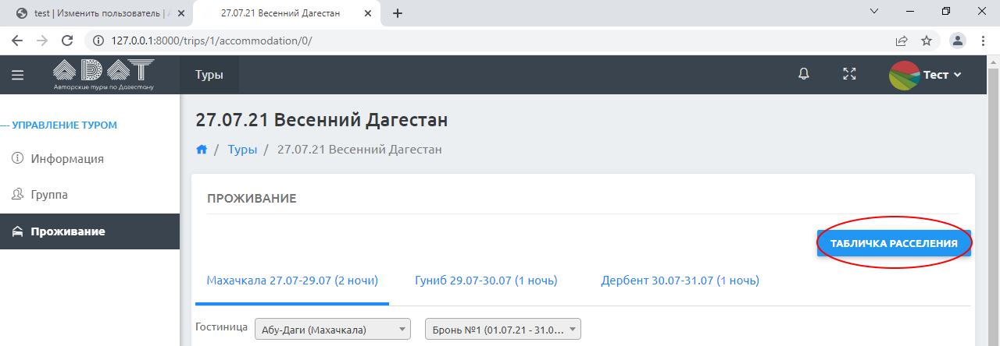 test | Изменить пользователь |
27.07.21 Весенний Дагестан
127.0.0.1:8000/trips/1/accommodation/0/
АДАТ
Авторские туры по Дагестану
Туры
Тест
УПРАВЛЕНИЕ ТУРОМ
Информация
Группа
Проживание
27.07.21 Весенний Дагестан
/ Туры / 27.07.21 Весенний Дагестан
ПРОЖИВАНИЕ
ТАБЛИЧКА РАССЕЛЕНИЯ
Махачкала 27.07-29.07 (2 ночи)
Гуниб 29.07-30.07 (1 ночь)
Дербент 30.07-31.07 (1 ночь)
Гостиница
Абу-Даги (Махачкала)
Бронь №1 (01.07.21 - 31.0...